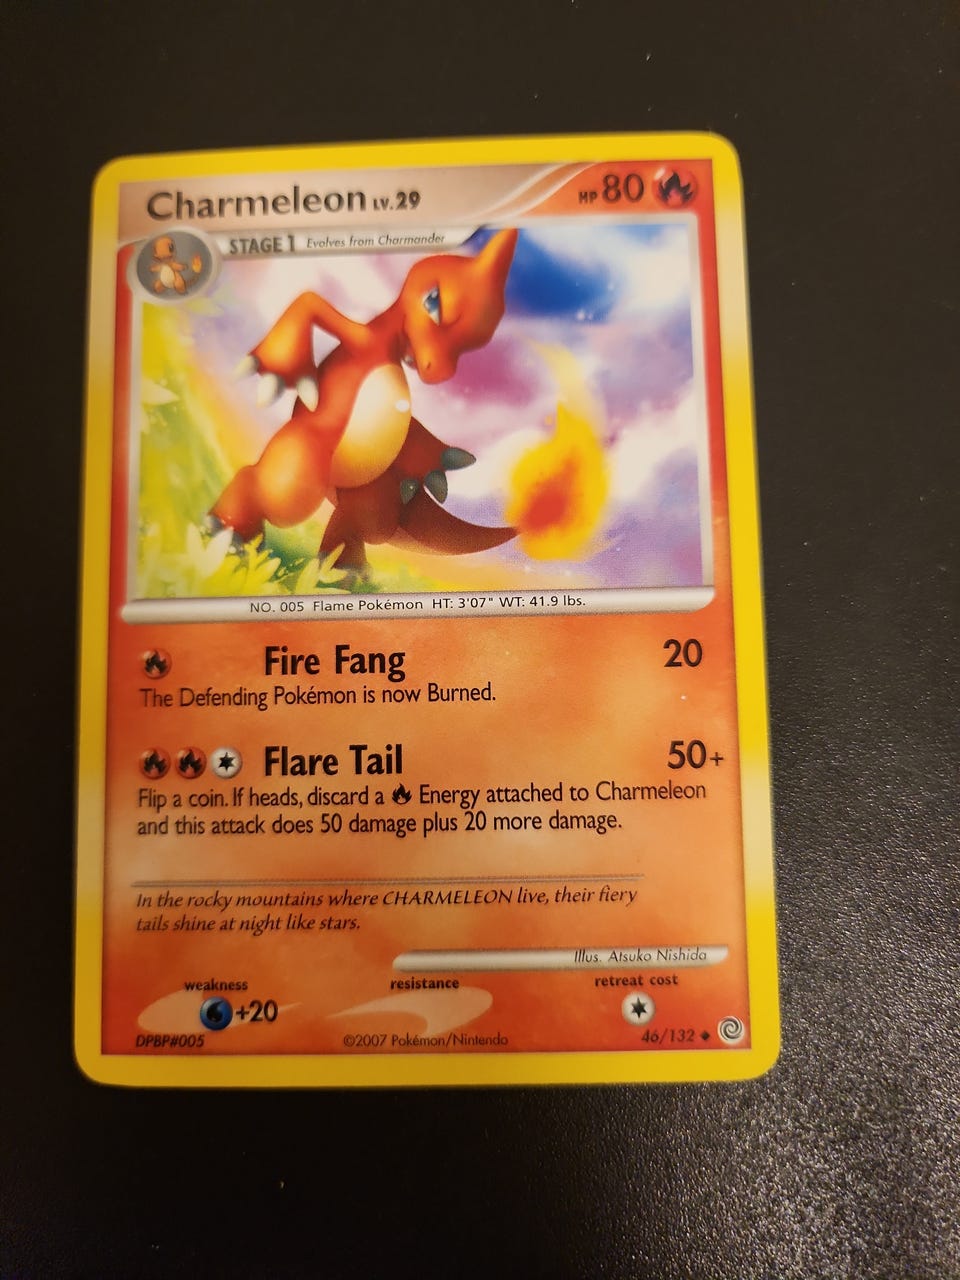 Charmeleon LV.29 HP 80
STAGE 1 Evolves from Charmander
NO. 005 Flame Pokémon HT: 3'07" WT: 41.9 lbs.
Fire Fang 20
The Defending Pokémon is now Burned.
Flare Tail 50+
Flip a coin. If heads, discard a Energy attached to Charmeleon
and this attack does 50 damage plus 20 more damage.
In the rocky mountains where CHARMELEON live, their fiery
tails shine at night like stars.
Illus. Atsuko Nishida
weakness resistance retreat cost
+20
DPBP#005 ©2007 Pokémon/Nintendo 46/132